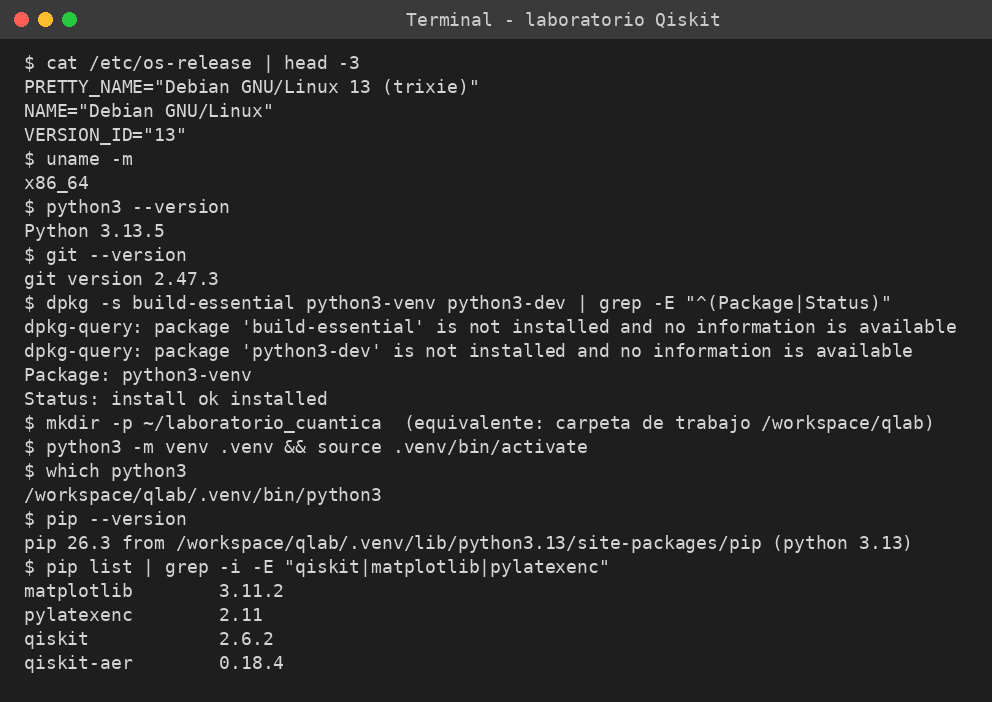 Terminal - laboratorio Qiskit
$ cat /etc/os-release | head -3
PRETTY_NAME="Debian GNU/Linux 13 (trixie)"
NAME="Debian GNU/Linux"
VERSION_ID="13"
$ uname -m
x86_64
$ python3 --version
Python 3.13.5
$ git --version
git version 2.47.3
$ dpkg -s build-essential python3-venv python3-dev | grep -E "^(Package|Status)"
dpkg-query: package 'build-essential' is not installed and no information is available
dpkg-query: package 'python3-dev' is not installed and no information is available
Package: python3-venv
Status: install ok installed
$ mkdir -p ~/laboratorio_cuantica  (equivalente: carpeta de trabajo /workspace/qlab)
$ python3 -m venv .venv && source .venv/bin/activate
$ which python3
/workspace/qlab/.venv/bin/python3
$ pip --version
pip 26.3 from /workspace/qlab/.venv/lib/python3.13/site-packages/pip (python 3.13)
$ pip list | grep -i -E "qiskit|matplotlib|pylatexenc"
matplotlib        3.11.2
pylatexenc        2.11
qiskit            2.6.2
qiskit-aer        0.18.4